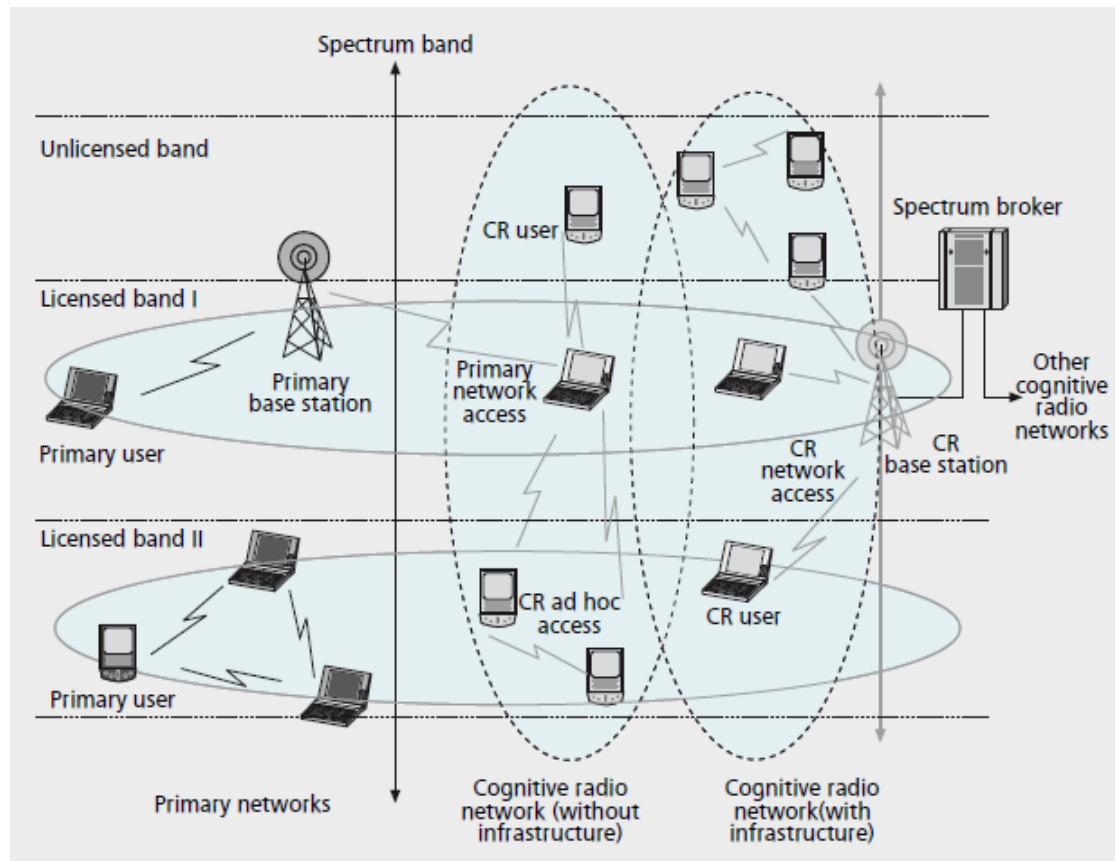 Spectrum band
Unlicensed band
CR user
Spectrum broker
Licensed band I
Primary
base station
Primary
network
access
Other
cognitive
radio
networks
Primary user
CR
network
access
CR
base station
Licensed band II
CR ad hoc
access
CR user
Primary user
Primary networks
Cognitive radio
network (without
infrastructure)
Cognitive radio
network(with
infrastructure)